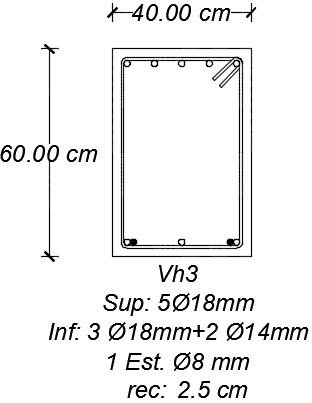 40.00 cm
60.00 cm
Vh3
Sup: 5Ø18mm
Inf: 3 Ø18mm+2 Ø14mm
1 Est. Ø8 mm
rec: 2.5 cm